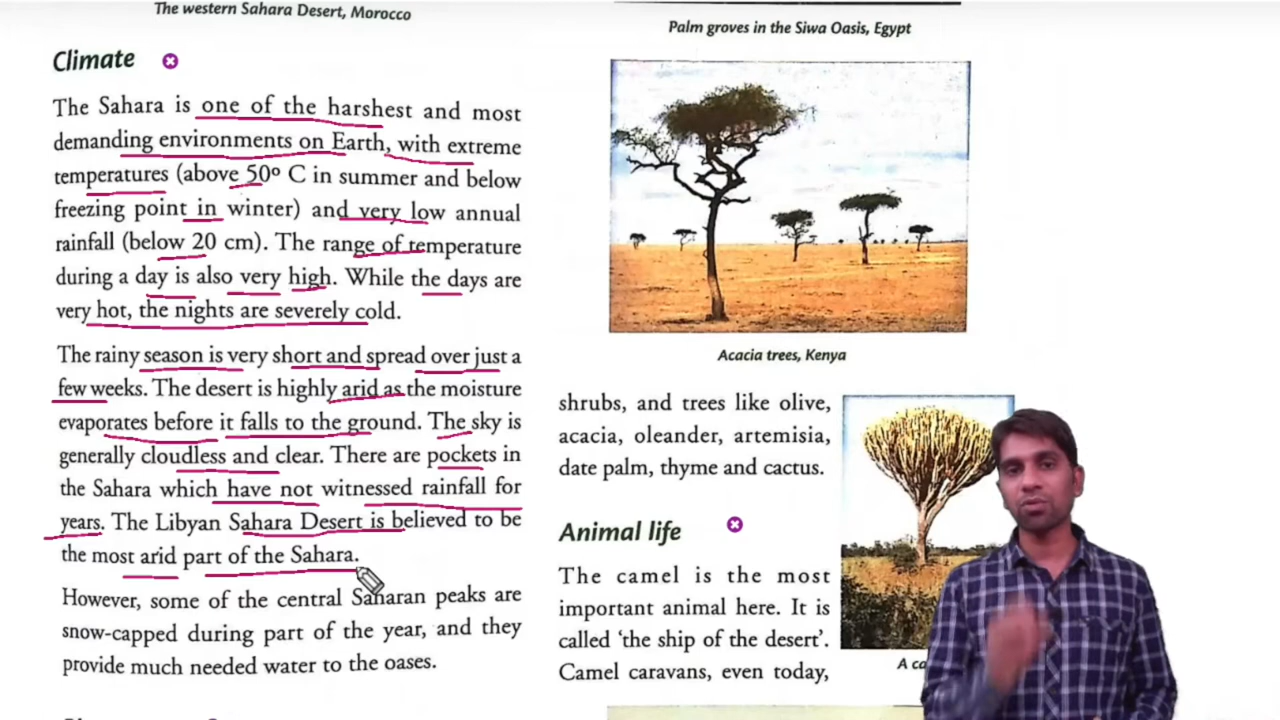 The western Sahara Desert, Morocco
Climate
The Sahara is one of the harshest and most
demanding environments on Earth, with extreme
temperatures (above 50º C in summer and below
freezing point in winter) and very low annual
rainfall (below 20 cm). The range of temperature
during a day is also very high. While the days are
very hot, the nights are severely cold.
The rainy season is very short and spread over just a
few weeks. The desert is highly arid as the moisture
evaporates before it falls to the ground. The sky is
generally cloudless and clear. There are pockets in
the Sahara which have not witnessed rainfall for
years. The Libyan Sahara Desert is believed to be
the most arid part of the Sahara.
However, some of the central Saharan peaks are
snow-capped during part of the year, and they
provide much needed water to the oases.
Palm groves in the Siwa Oasis, Egypt
Acacia trees, Kenya
shrubs, and trees like olive,
acacia, oleander, artemisia,
date palm, thyme and cactus.
Animal life
The camel is the most
important animal here. It is
called ‘the ship of the desert’.
Camel caravans, even today,
A